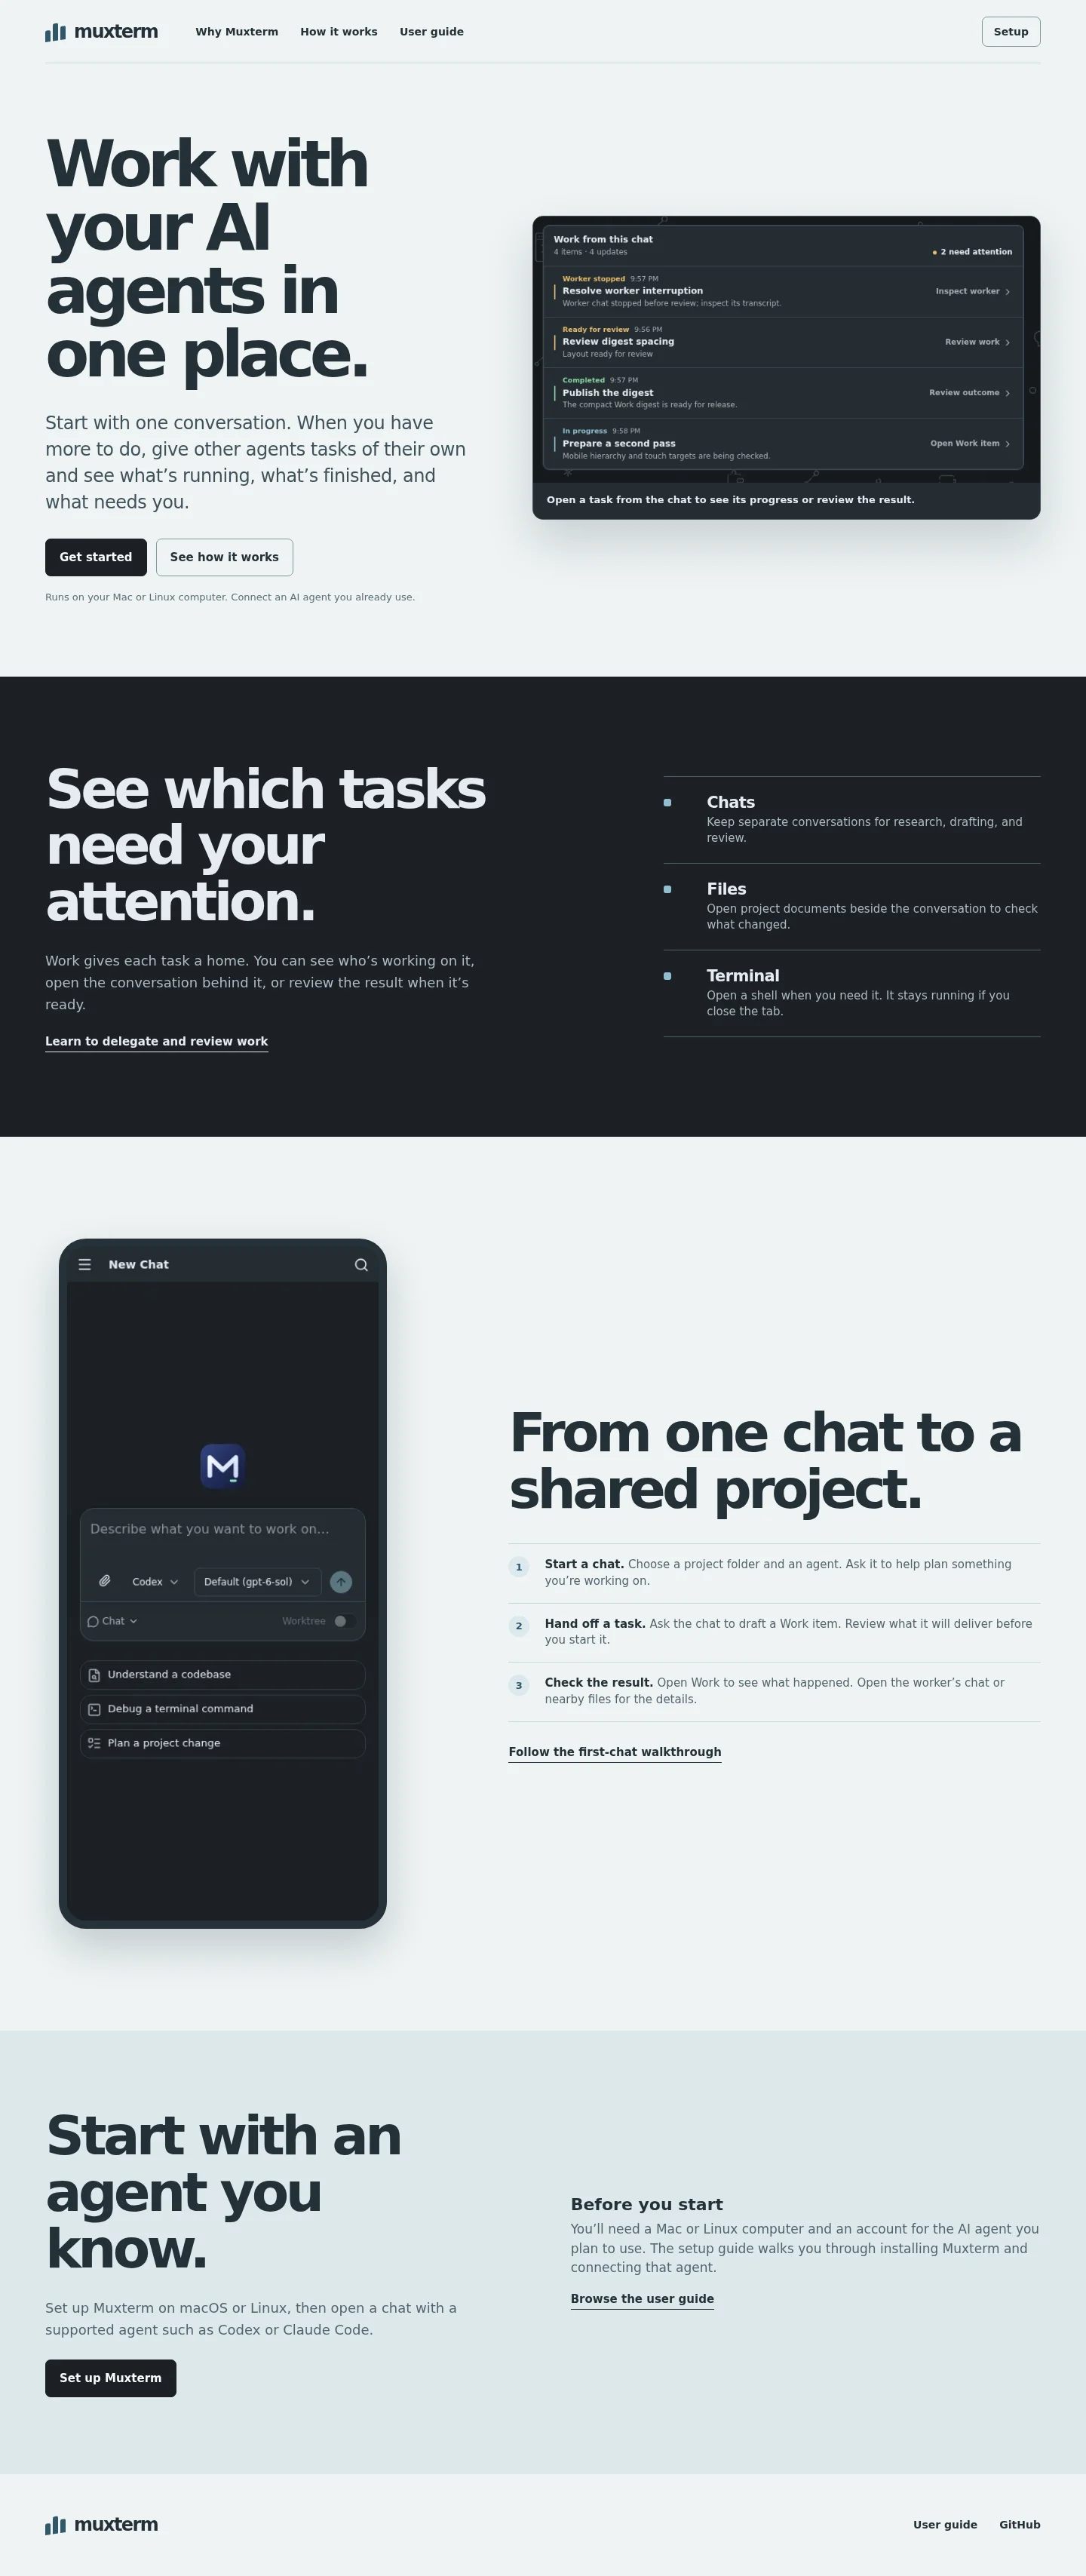 muxterm
Why Muxterm
How it works
User guide
Setup
Work with
your AI
agents in
one place.
Start with one conversation. When you have
more to do, give other agents tasks of their own
and see what’s running, what’s finished, and
what needs you.
Get started
See how it works
Runs on your Mac or Linux computer. Connect an AI agent you already use.
Work from this chat
4 items · 4 updates
2 need attention
Worker stopped 9:57 PM
Resolve worker interruption
Worker chat stopped before review; inspect its transcript.
Inspect worker
Ready for review 9:56 PM
Review digest spacing
Layout ready for review
Review work
Completed 9:57 PM
Publish the digest
The compact Work digest is ready for release.
Review outcome
In progress 9:58 PM
Prepare a second pass
Mobile hierarchy and touch targets are being checked.
Open Work item
Open a task from the chat to see its progress or review the result.
See which tasks
need your
attention.
Work gives each task a home. You can see who’s working on it,
open the conversation behind it, or review the result when it’s
ready.
Learn to delegate and review work
Chats
Keep separate conversations for research, drafting, and
review.
Files
Open project documents beside the conversation to check
what changed.
Terminal
Open a shell when you need it. It stays running if you
close the tab.
New Chat
Describe what you want to work on...
Codex
Default (gpt-6-sol)
Chat
Worktree
Understand a codebase
Debug a terminal command
Plan a project change
From one chat to a
shared project.
1
Start a chat. Choose a project folder and an agent. Ask it to help plan something
you’re working on.
2
Hand off a task. Ask the chat to draft a Work item. Review what it will deliver before
you start it.
3
Check the result. Open Work to see what happened. Open the worker’s chat or
nearby files for the details.
Follow the first-chat walkthrough
Start with an
agent you
know.
Set up Muxterm on macOS or Linux, then open a chat with a
supported agent such as Codex or Claude Code.
Set up Muxterm
Before you start
You’ll need a Mac or Linux computer and an account for the AI agent you
plan to use. The setup guide walks you through installing Muxterm and
connecting that agent.
Browse the user guide
muxterm
User guide
GitHub